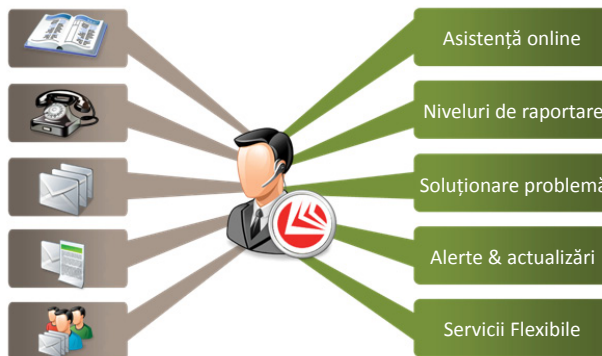 Asistență online
Niveluri de raportare
Soluționare problemă
Alerte & actualizări
Servicii Flexibile